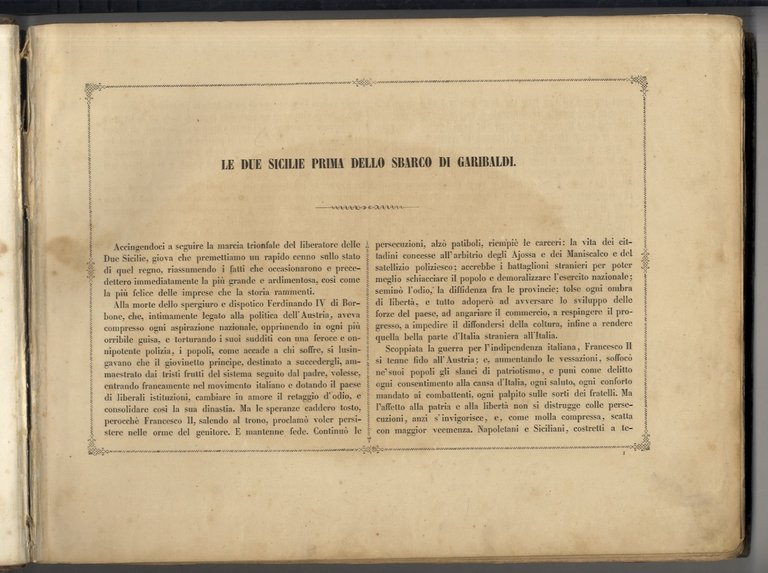 LE DUE SICILIE PRIMA DELLO SBARCO DI GARIBALDI.
Accingendoci a seguire la marcia trionfale del liberatore delle
Due Sicilie, giova che premettiamo un rapido cenno sullo stato
di quel regno, riassumendo i fatti che occasionarono e prece-
dettero immediatamente la più grande e ardimentosa, così come
la più felice delle imprese che la storia rammenti.
Alla morte dello spergiuro e dispotico Ferdinando IV di Bor-
bone, che, intimamente legato alla politica dell'Austria, aveva
compresso ogni aspirazione nazionale, opprimendo in ogni più
orribile guisa, e torturando i suoi sudditi con una feroce e on-
nipotente polizia, i popoli, come accade a chi soffre, si lusin-
gavano che il giovinetto principe, destinato a succedergli, am-
maestrato dai tristi frutti del sistema seguito dal padre, volesse,
entrando francamente nel movimento italiano e dotando il paese
di liberali istituzioni, cambiare in amore il retaggio d'odio, e
consolidare così la sua dinastia. Ma le speranze caddero tosto,
perocchè Francesco II, salendo al trono, proclamò voler persi-
stere nelle orme del genitore. E mantenne fede. Continuò le
persecuzioni, alzò patiboli, riempiè le carceri: la vita dei cit-
tadini concesse all'arbitrio degli Ajossa e dei Maniscalco e del
satellizio poliziesco; accrebbe i battaglioni stranieri per poter
meglio schiacciare il popolo e demoralizzare l'esercito nazionale;
seminò l'odio, la diffidenza fra le provincie; tolse ogni ombra
di libertà, e tutto adoperò ad avversare lo sviluppo delle
forze del paese, ad angariare il commercio, a respingere il pro-
gresso, a impedire il diffondersi della coltura, infine a rendere
quella bella parte d'Italia straniera all'Italia.
Scoppiata la guerra per l'indipendenza italiana, Francesco II
si tenne fido all'Austria; e, aumentando le vessazioni, soffocò
ne'suoi popoli gli slanci di patriotismo, e punì come delitto
ogni consentimento alla causa d'Italia, ogni saluto, ogni conforto
mandato ai combattenti, ogni palpito sulle sorti dei fratelli. Ma
l'affetto alla patria e alla libertà non si distrugge colle perse-
cuzioni, anzi s'invigorisce, e, come molla compressa, scatta
con maggior veemenza. Napoletani e Siciliani, costretti a te-
1